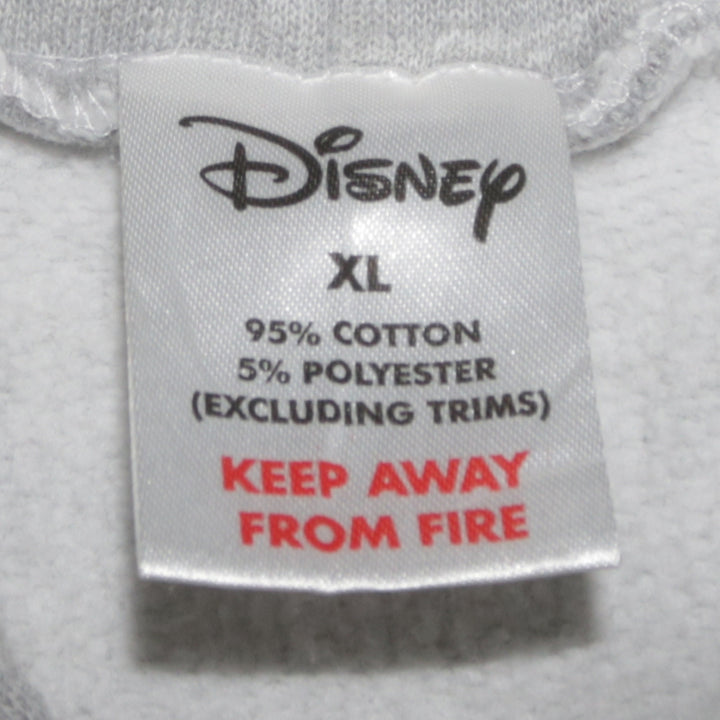 Disney
XL
95% COTTON
5% POLYESTER
(EXCLUDING TRIMS)
KEEP AWAY
FROM FIRE